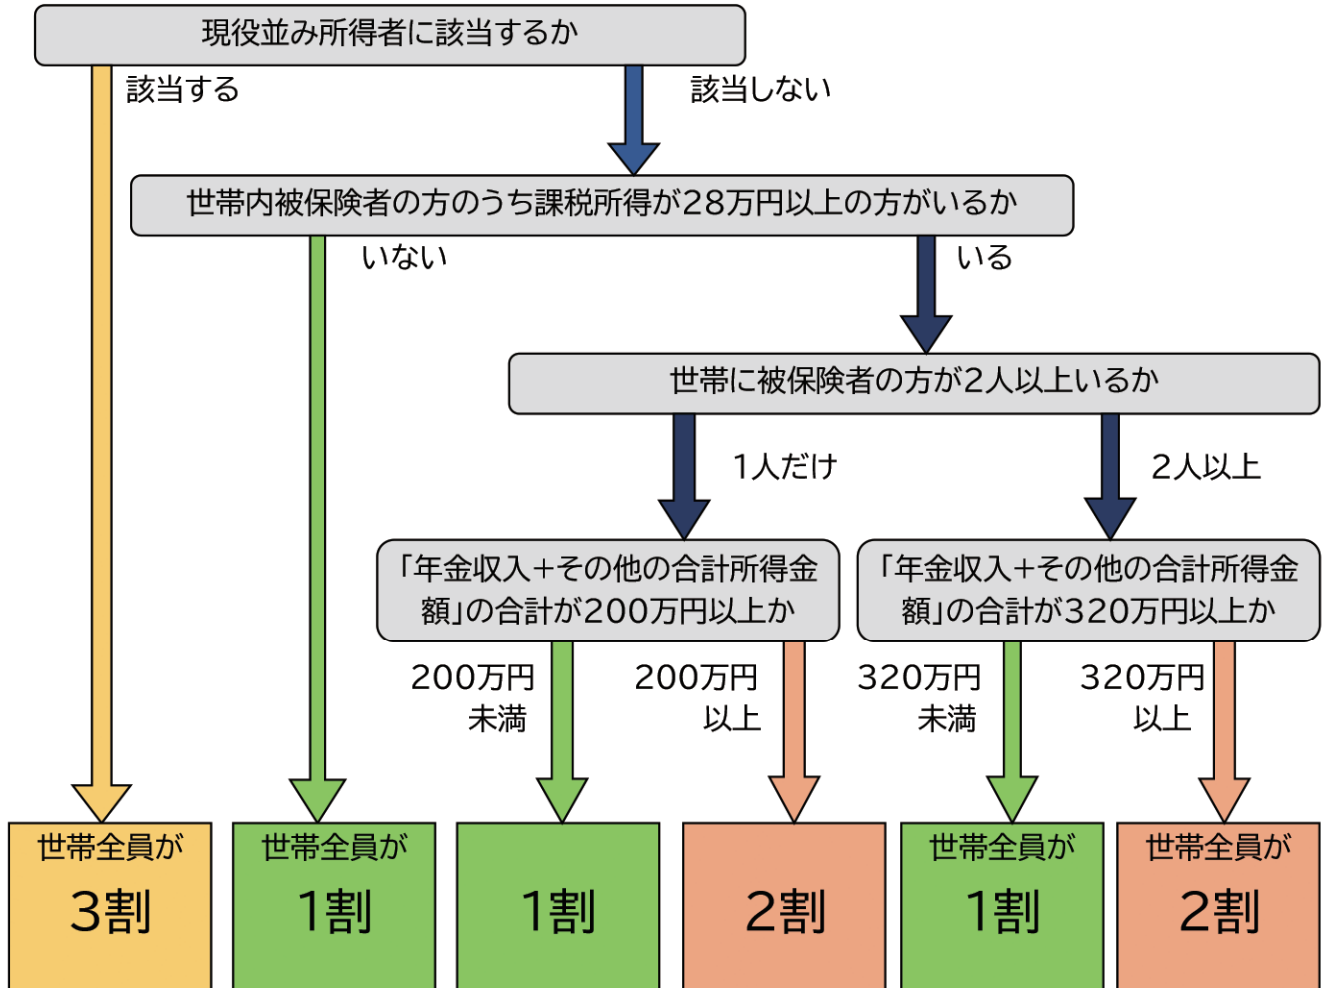 現役並み所得者に該当するか
該当する
該当しない
世帯内被保険者の方のうち課税所得が28万円以上の方がいるか
いない
いる
世帯に被保険者の方が2人以上いるか
1人だけ
2人以上
「年金収入+その他の合計所得金
額」の合計が200万円以上か
「年金収入+その他の合計所得金
額」の合計が320万円以上か
200万円
未満
200万円
以上
320万円
未満
320万円
以上
世帯全員が
3割
世帯全員が
1割
1割
2割
世帯全員が
1割
世帯全員が
2割